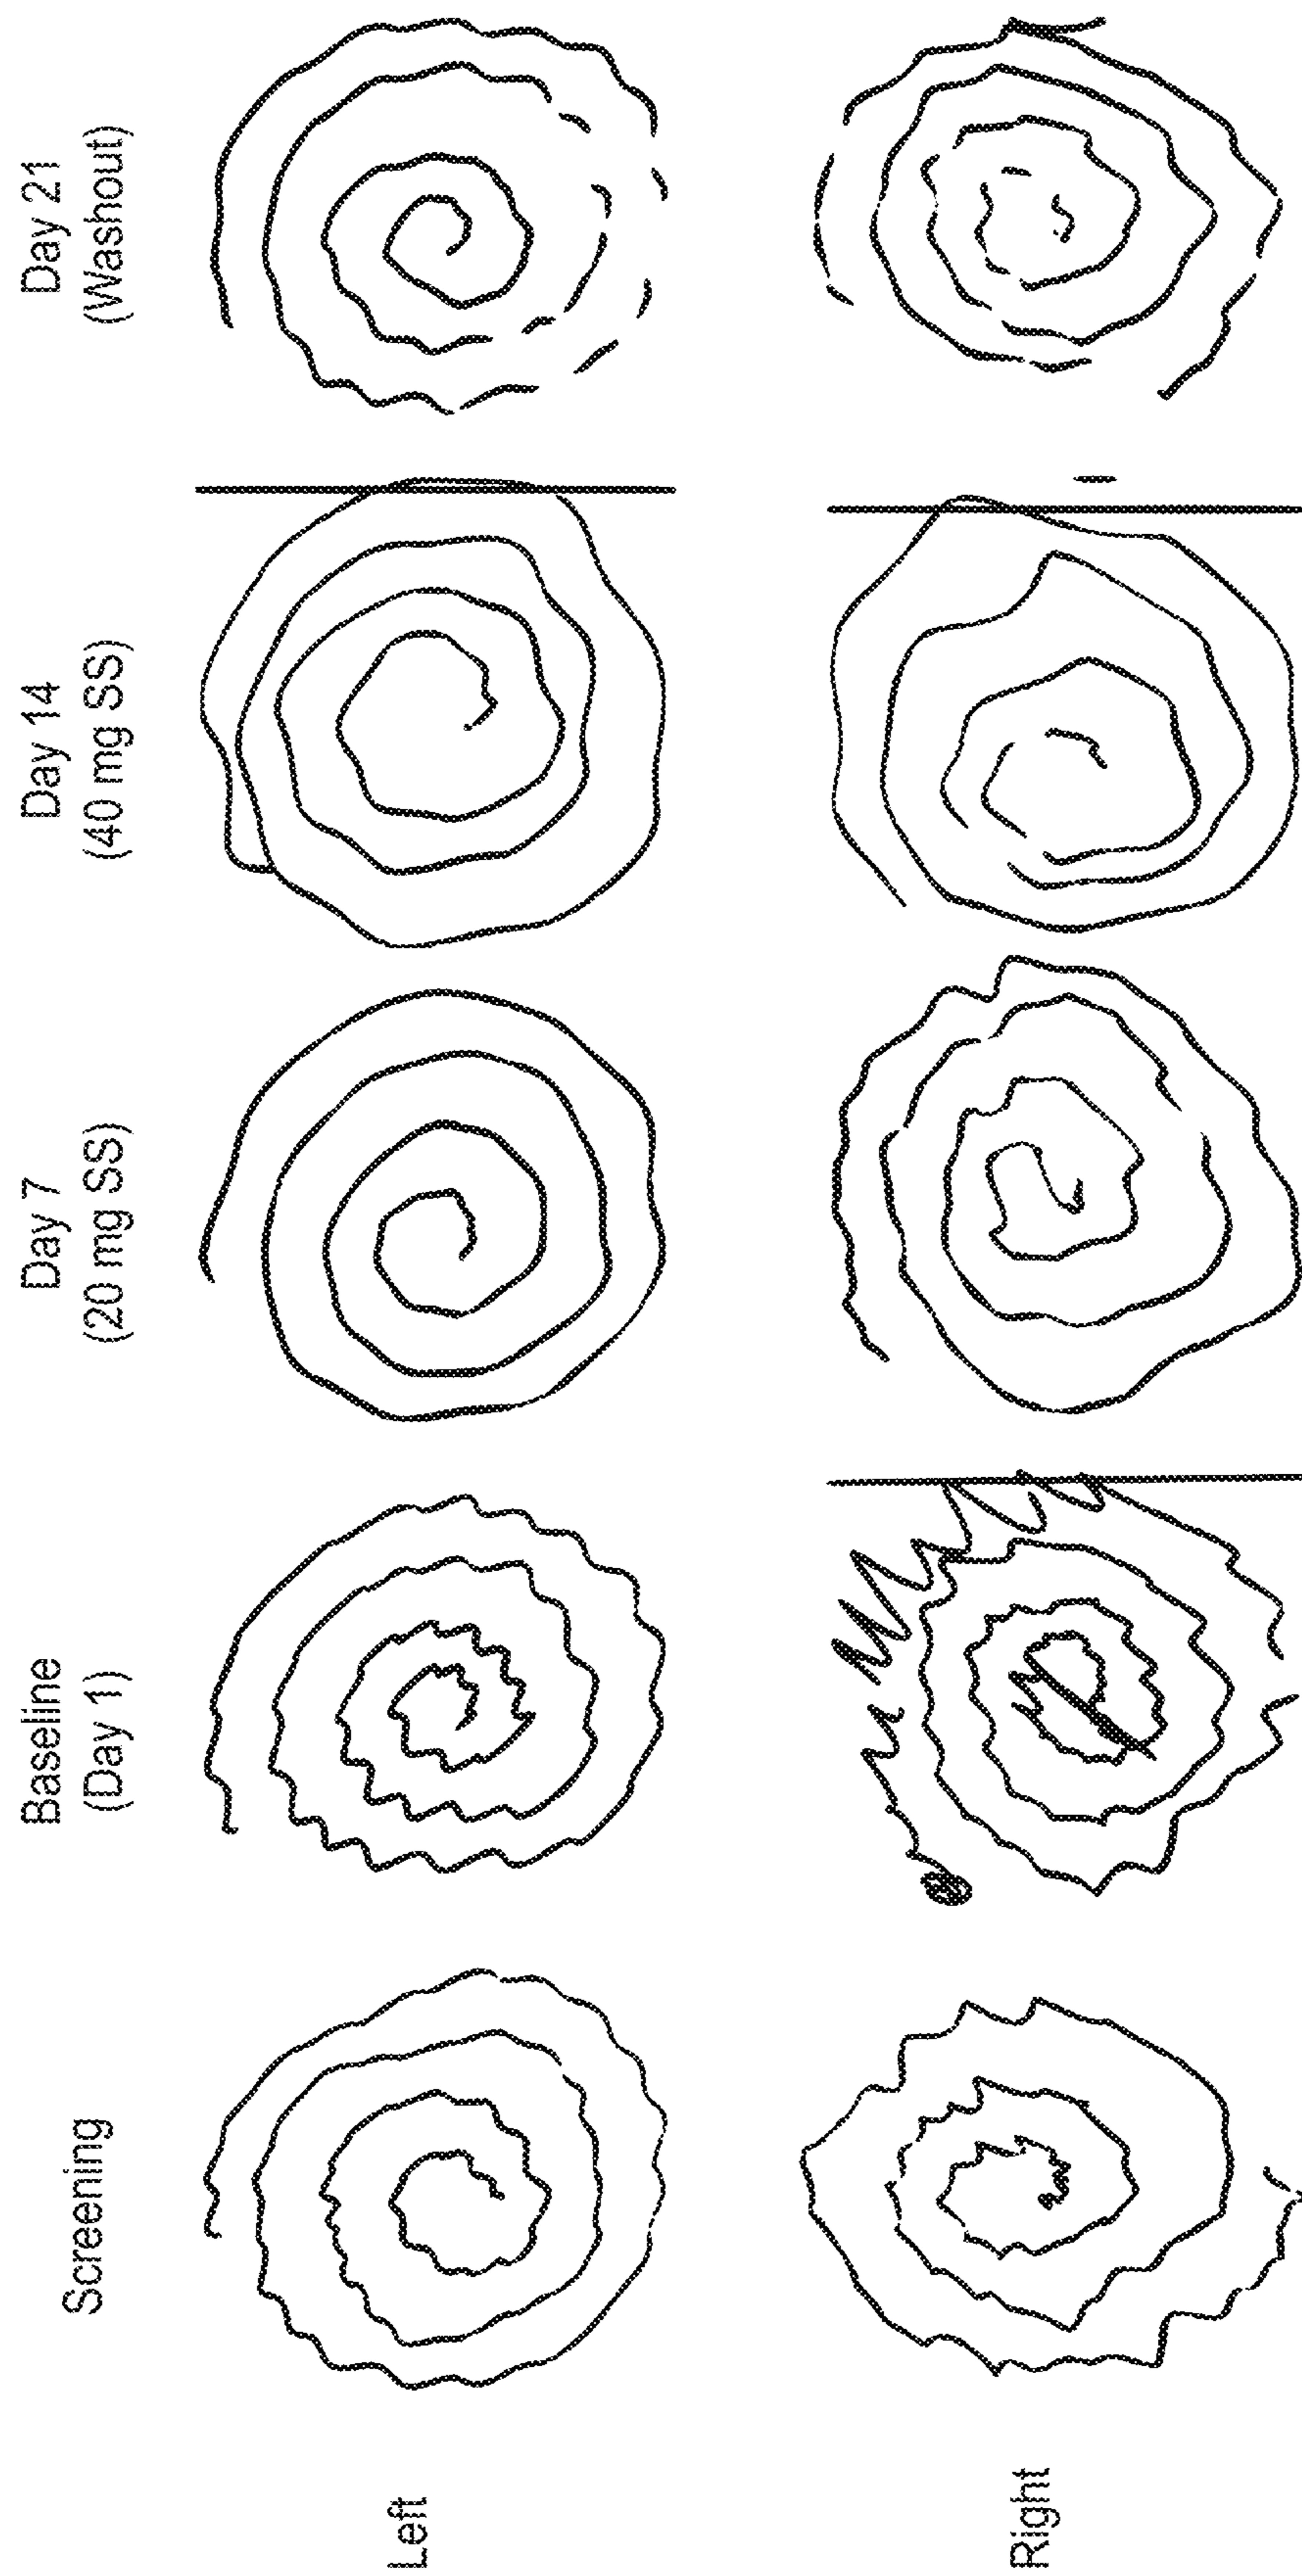 Screening
Baseline
(Day 1)
Day 7
(20 mg SS)
Day 14
(40 mg SS)
Day 21
(Washout)
Left
Right